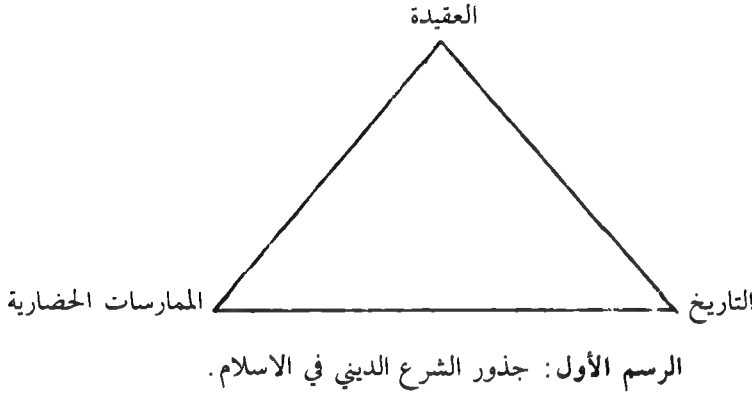 العقيدة
التاريخ
الممارسات الحضارية
الرسم الأول: جذور الشرع الديني في الاسلام.